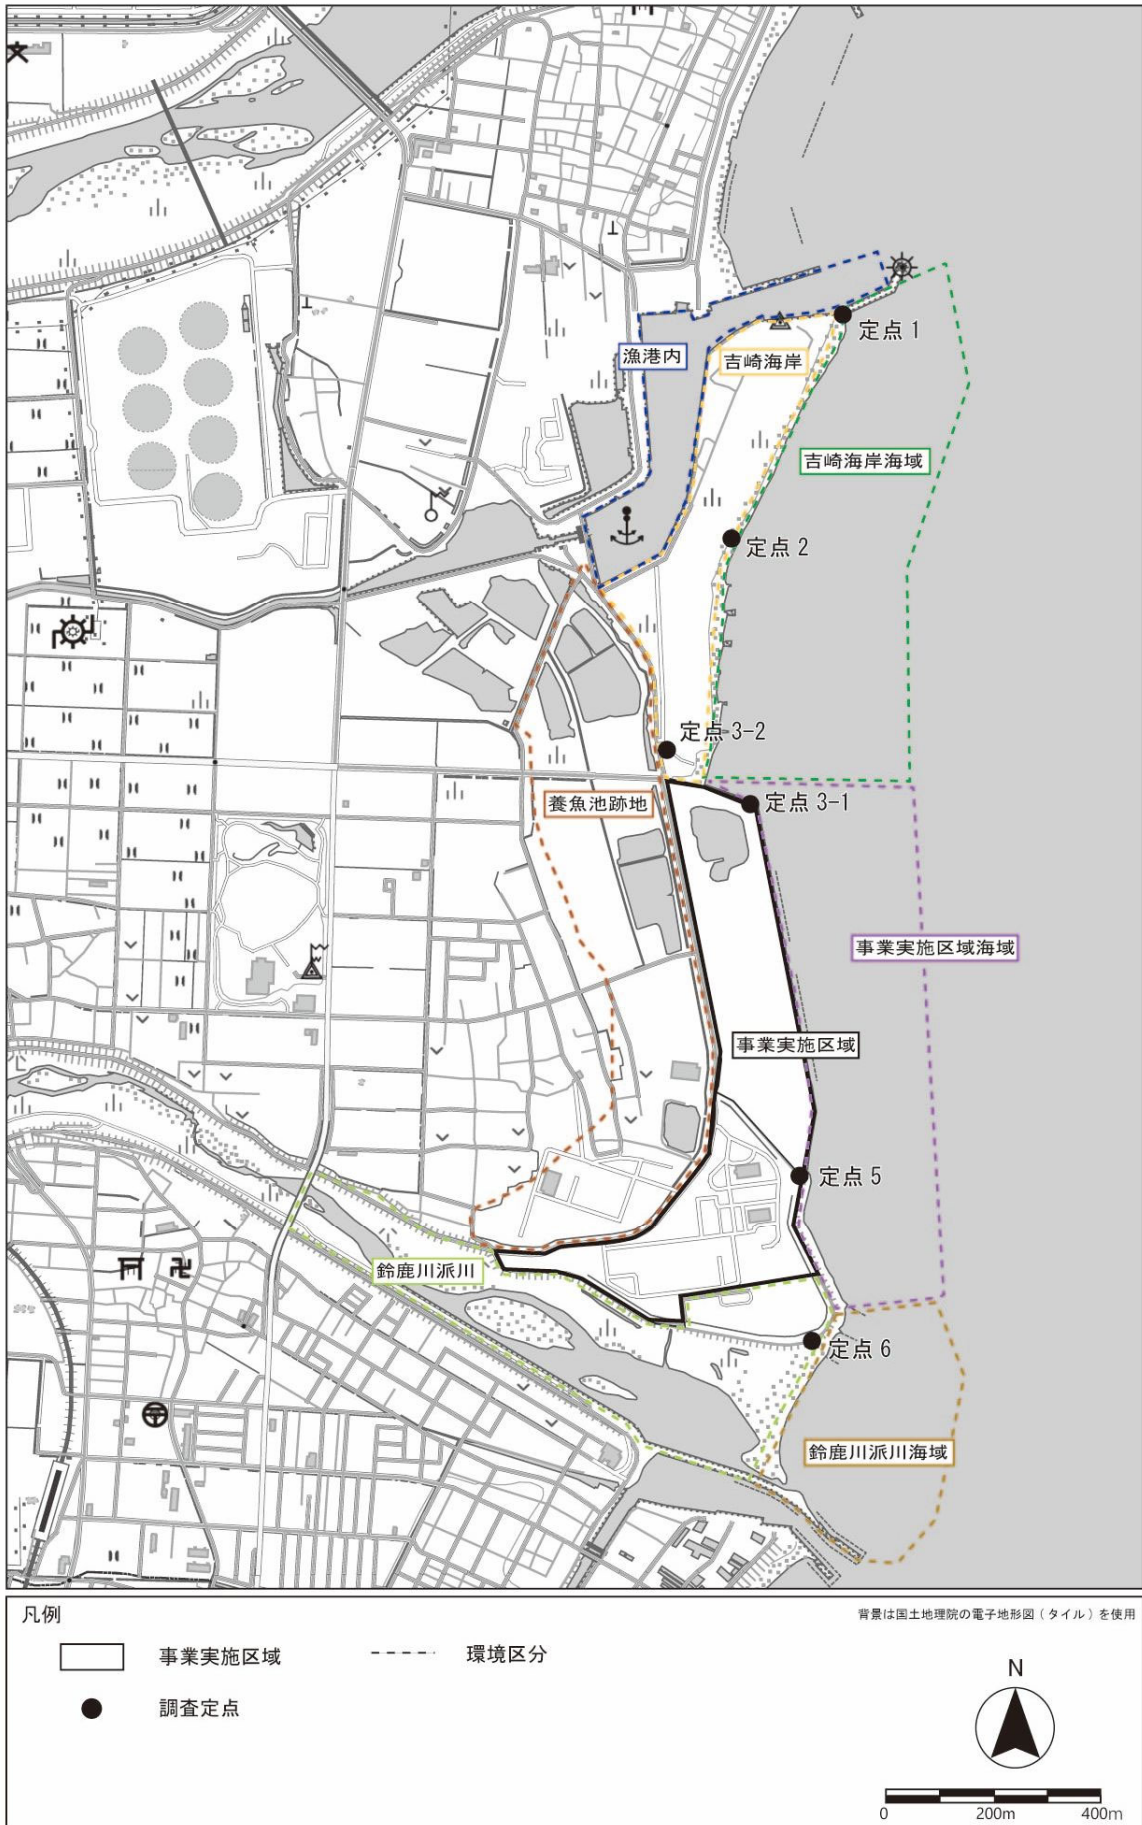 定点 1
漁港内
吉崎海岸
吉崎海岸海域
定点 2
定点 3-2
養魚池跡地
定点 3-1
事業実施区域海域
事業実施区域
定点 5
鈴鹿川派川
定点 6
鈴鹿川派川海域
凡例
背景は国土地理院の電子地形図（タイル）を使用
事業実施区域
環境区分
調査定点
N
0 200m 400m